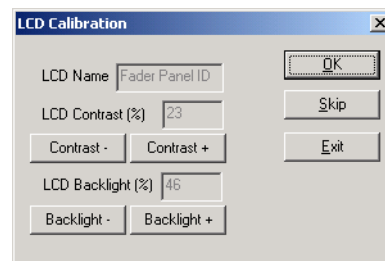 LCD Calibration
LCD Name Fader Panel ID
OK
LCD Contrast (%) 23
Skip
Contrast - Contrast +
Exit
LCD Backlight (%) 46
Backlight - Backlight +